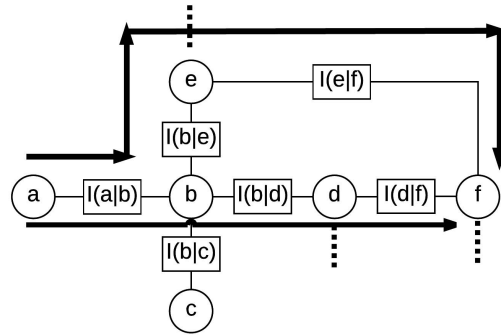 e
I(e|f)
I(b|e)
a
I(a|b)
b
I(b|d)
d
I(d|f)
f
I(b|c)
c